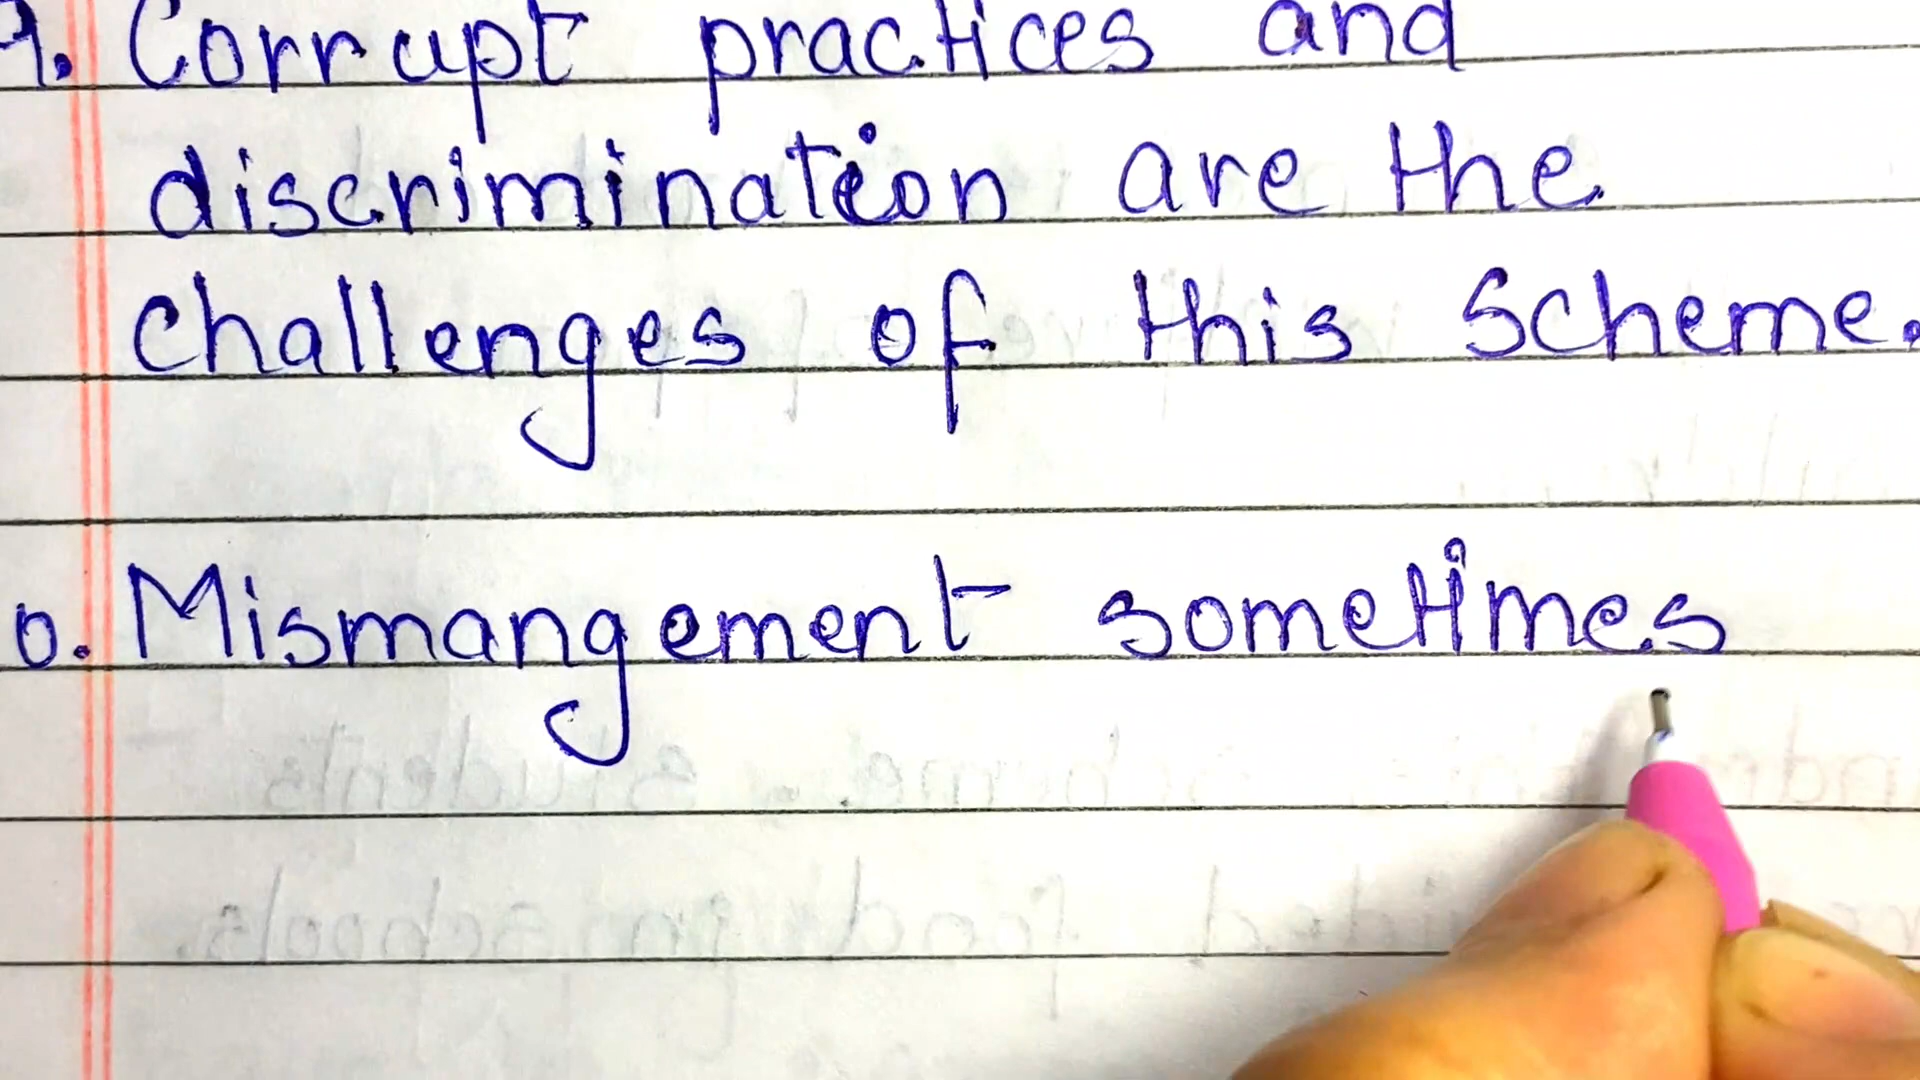 9. Corrupt practices and
discrimination are the
challenges of this scheme.
0. Mismangement sometimes